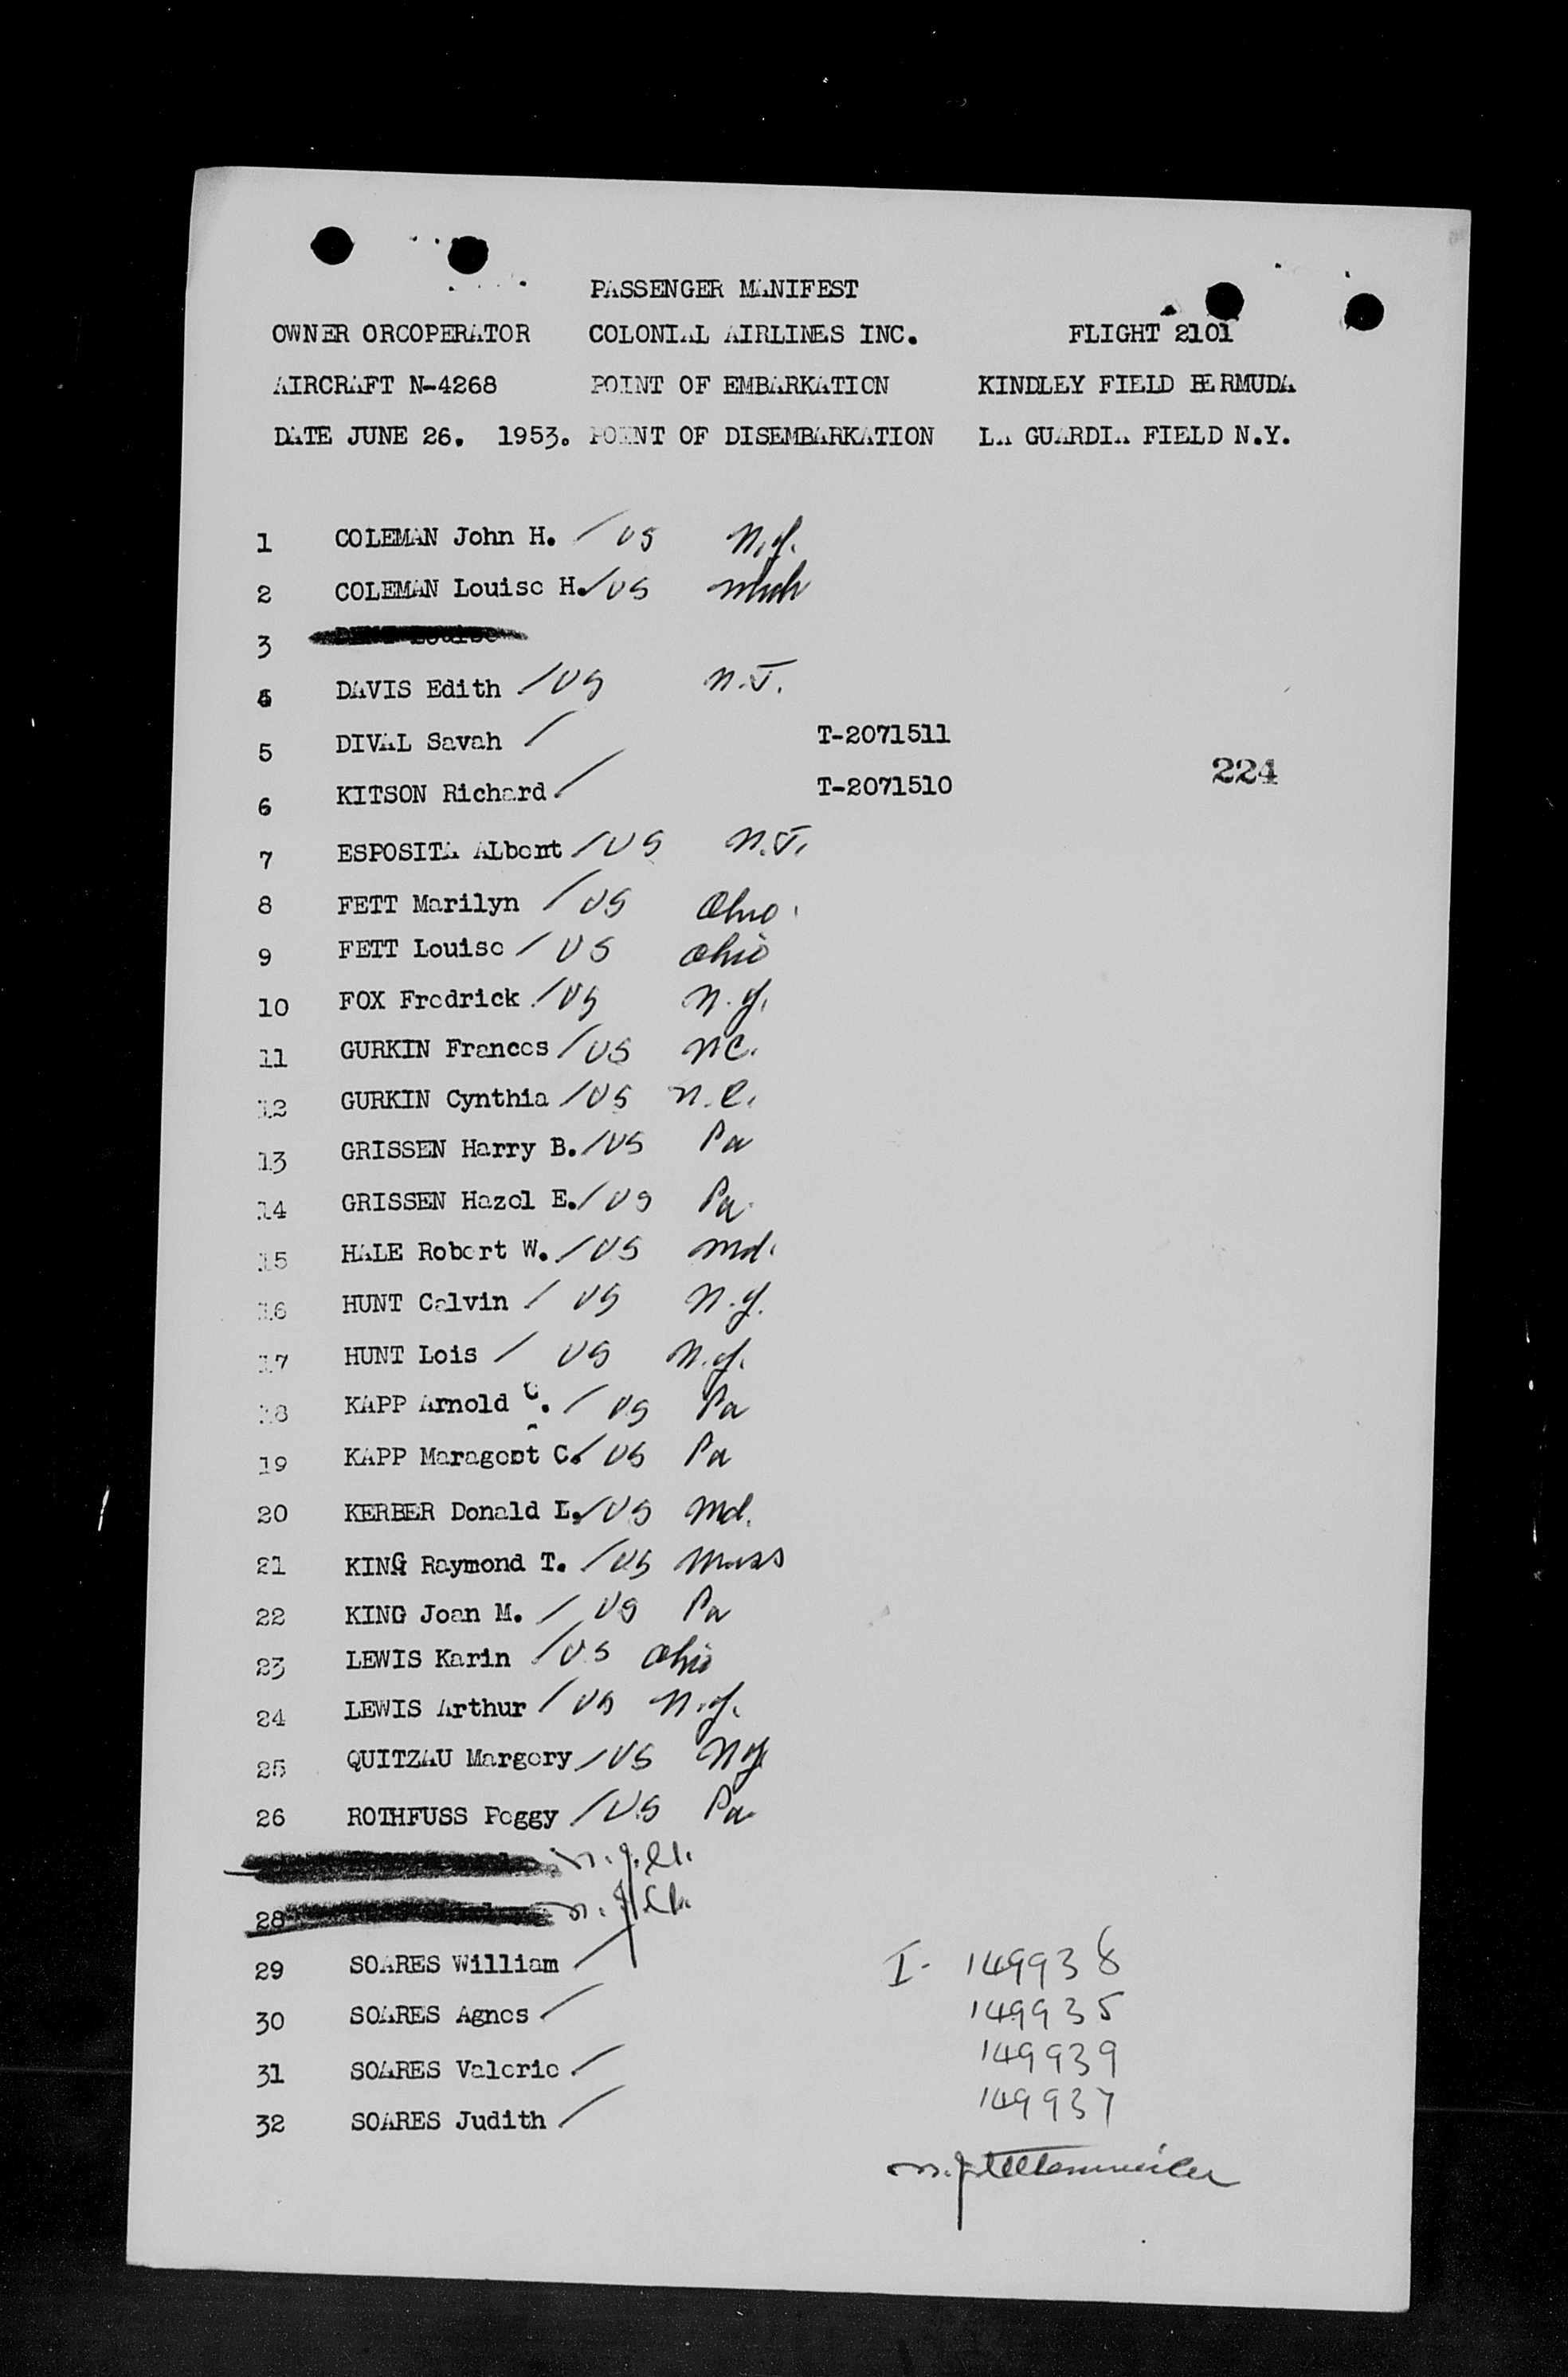 PASSENGER MANIFEST
OWNER ORCOPERATOR COLONIAL AIRLINES INC. FLIGHT 2101
AIRCRAFT N-4268 POINT OF EMBARKATION KINDLEY FIELD BERMUDA
DATE JUNE 26. 1953. POINT OF DISEMBARKATION LA GUARDIA FIELD N.Y.
1 COLEMAN John H. / US N.Y.
2 COLEMAN Louise H. / US Mich
3
4 DAVIS Edith / US N.J.
5 DIVAL Savah / T-2071511
224
6 KITSON Richard / T-2071510
7 ESPOSITA ALbert / US N.J.
8 FETT Marilyn / US Ohio
9 FETT Louise / US Ohio
10 FOX Fredrick / US N.Y.
11 GURKIN Frances / US N.C.
12 GURKIN Cynthia / US N.C.
13 GRISSEN Harry B. / US Pa
14 GRISSEN Hazel E. / US Pa
15 HALE Robert W. / US Md.
16 HUNT Calvin / US N.Y.
17 HUNT Lois / US N.Y.
18 KAPP Arnold C. / US Pa
19 KAPP Marageet C. / US Pa
20 KERBER Donald L. / US Md.
21 KING Raymond T. / US Mass
22 KING Joan M. / US Pa
23 LEWIS Karin / US Ohio
24 LEWIS Arthur / US N.Y.
25 QUITZAU Margery / US NY
26 ROTHFUSS Peggy / US Pa
28
29 SOARES William / I- 149938
30 SOARES Agnes / 149935
31 SOARES Valerie / 149939
32 SOARES Judith / 149937